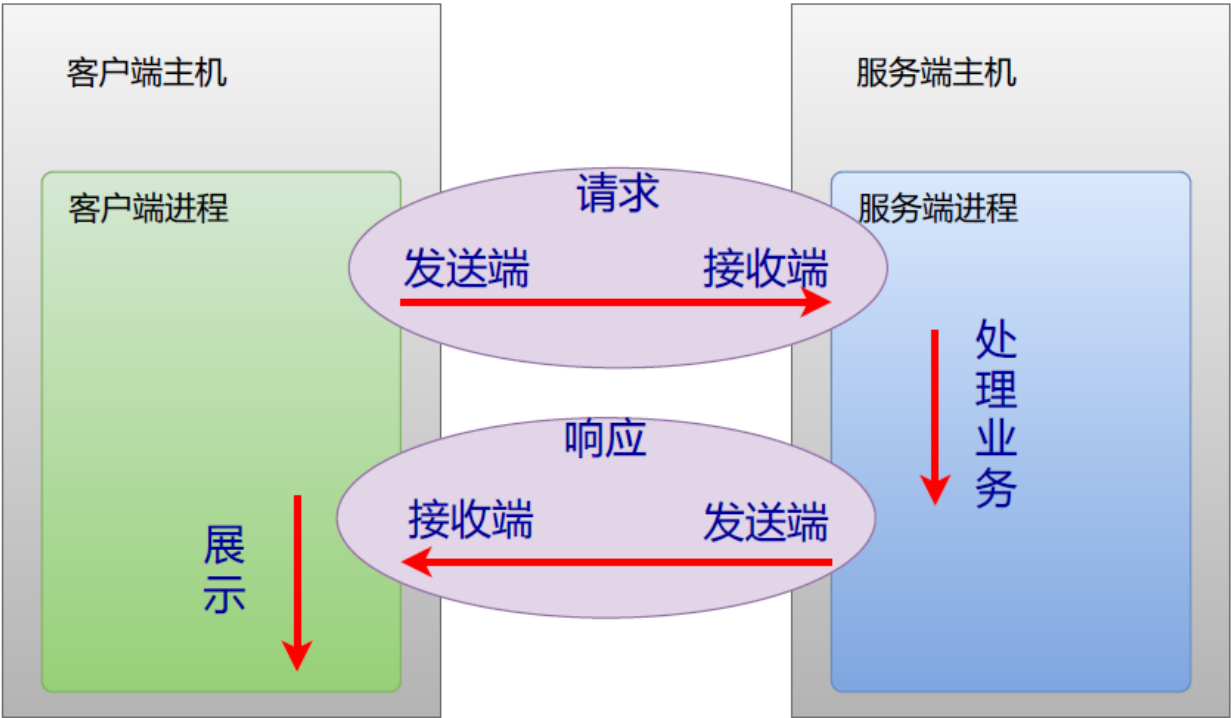 客户端主机
服务端主机
客户端进程
请求
服务端进程
发送端
接收端
处理业务
响应
接收端
发送端
展示